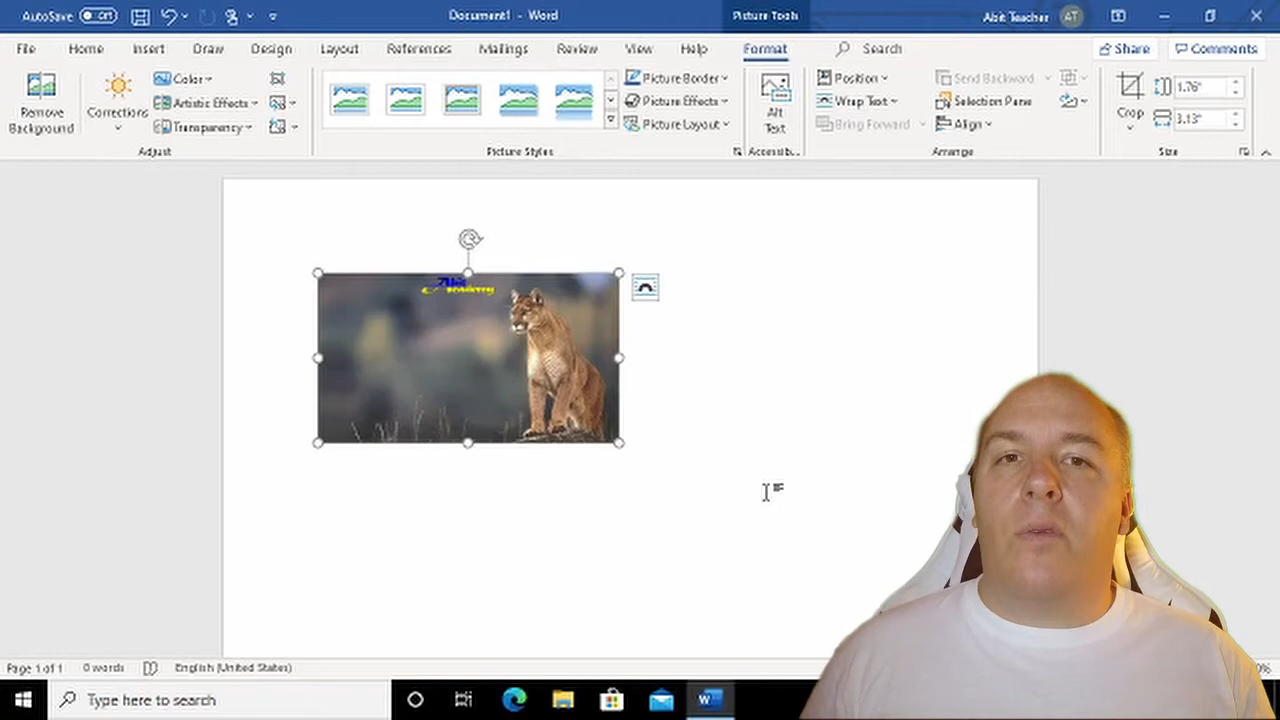 AutoSave Off Document1 - Word Picture Tools Abit Teacher AT
File Home Insert Draw Design Layout References Mailings Review View Help Format Search Share Comments
Remove Background
Corrections
Color
Artistic Effects
Transparency
Adjust
Picture Border
Picture Effects
Picture Layout
Picture Styles
Alt Text
Accessib...
Position
Wrap Text
Bring Forward
Send Backward
Selection Pane
Align
Arrange
Crop
1.76"
3.13"
Size
academy
Page 1 of 1 0 words English (United States)
Type here to search